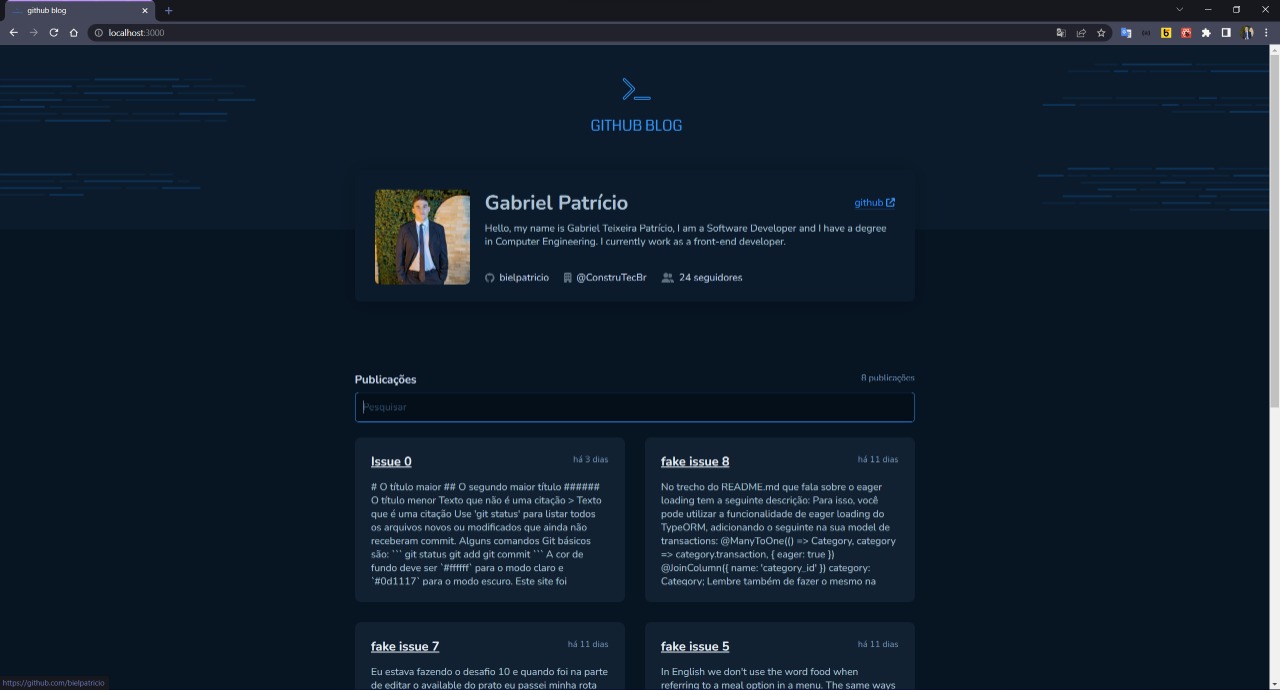 github blog
localhost:3000
GITHUB BLOG
Gabriel Patrício
github
Hello, my name is Gabriel Teixeira Patrício, I am a Software Developer and I have a degree
in Computer Engineering. I currently work as a front-end developer.
bielpatricio
@ConstruTecBr
24 seguidores
Publicações
8 publicações
Pesquisar
Issue 0
há 3 dias
# O título maior ## O segundo maior título ######
O título menor Texto que não é uma citação > Texto
que é uma citação Use 'git status' para listar todos
os arquivos novos ou modificados que ainda não
receberam commit. Alguns comandos Git básicos
são: ``` git status git add git commit ``` A cor de
fundo deve ser `#ffffff` para o modo claro e
`#0d1117` para o modo escuro. Este site foi
fake issue 8
há 11 dias
No trecho do README.md que fala sobre o eager
loading tem a seguinte descrição: Para isso, você
pode utilizar a funcionalidade de eager loading do
TypeORM, adicionando o seguinte na sua model de
transactions: @ManyToOne(() => Category, category
=> category.transaction, { eager: true })
@JoinColumn({ name: 'category_id' }) category:
Category; Lembre também de fazer o mesmo na
fake issue 7
há 11 dias
Eu estava fazendo o desafio 10 e quando foi na parte
de editar o available do prato eu passei minha rota
fake issue 5
há 11 dias
In English we don't use the word food when
referring to a meal option in a menu. The same ways
https://github.com/bielpatricio